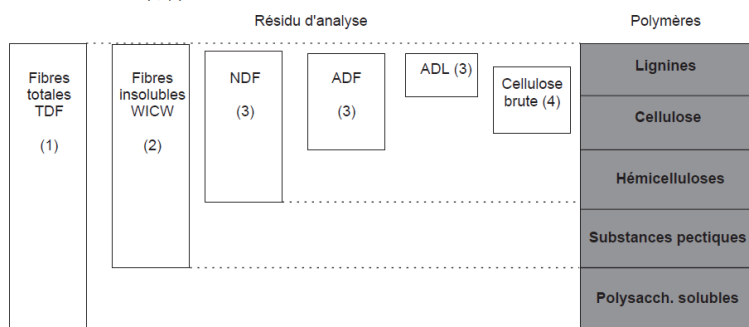 Résidu d'analyse
Polymères
Fibres
totales
TDF
(1)
Fibres
insolubles
WICW
(2)
NDF
(3)
ADF
(3)
ADL (3)
Cellulose
brute (4)
Lignines
Cellulose
Hémicelluloses
Substances pectiques
Polysacch. solubles